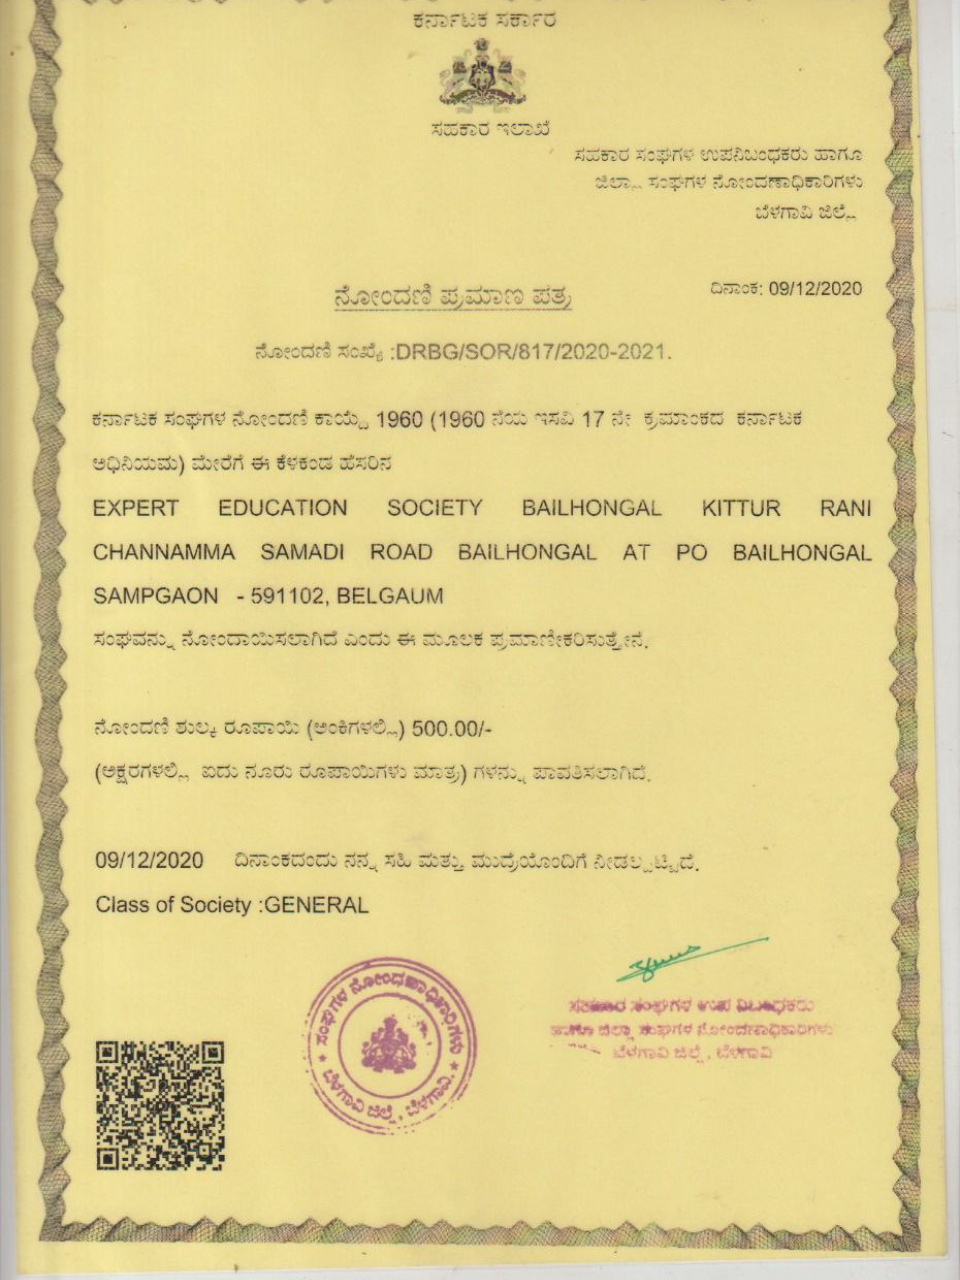 ಕರ್ನಾಟಕ ಸರ್ಕಾರ
ಸಹಕಾರ ಇಲಾಖೆ
ಸಹಕಾರ ಸಂಘಗಳ ಉಪನಿಬಂಧಕರು ಹಾಗೂ
ಜಿಲ್ಲಾ ಸಂಘಗಳ ನೋಂದಣಾಧಿಕಾರಿಗಳು
ಬೆಳಗಾವಿ ಜಿಲ್ಲೆ
ದಿನಾಂಕ: 09/12/2020
ನೋಂದಣಿ ಪ್ರಮಾಣ ಪತ್ರ
ನೋಂದಣಿ ಸಂಖ್ಯೆ :DRBG/SOR/817/2020-2021.
ಕರ್ನಾಟಕ ಸಂಘಗಳ ನೋಂದಣಿ ಕಾಯ್ದೆ 1960 (1960 ನೆಯ ಇಸವಿ 17 ನೇ ಕ್ರಮಾಂಕದ ಕರ್ನಾಟಕ
ಅಧಿನಿಯಮ) ಮೇರೆಗೆ ಈ ಕೆಳಕಂಡ ಹೆಸರಿನ
EXPERT EDUCATION SOCIETY BAILHONGAL KITTUR RANI
CHANNAMMA SAMADI ROAD BAILHONGAL AT PO BAILHONGAL
SAMPGAON - 591102, BELGAUM
ಸಂಘವನ್ನು ನೋಂದಾಯಿಸಲಾಗಿದೆ ಎಂದು ಈ ಮೂಲಕ ಪ್ರಮಾಣೀಕರಿಸುತ್ತೇನೆ.
ನೋಂದಣಿ ಶುಲ್ಕ ರೂಪಾಯಿ (ಅಂಕಿಗಳಲ್ಲಿ) 500.00/-
(ಅಕ್ಷರಗಳಲ್ಲಿ ಐದು ನೂರು ರೂಪಾಯಿಗಳು ಮಾತ್ರ) ಗಳನ್ನು ಪಾವತಿಸಲಾಗಿದೆ.
09/12/2020 ದಿನಾಂಕದಂದು ನನ್ನ ಸಹಿ ಮತ್ತು ಮುದ್ರೆಯೊಂದಿಗೆ ನೀಡಲ್ಪಟ್ಟಿದೆ.
Class of Society :GENERAL
ಸಂಘಗಳ ನೋಂದಣಾಧಿಕಾರಿಗಳು
ಬೆಳಗಾವಿ ಜಿಲ್ಲೆ, ಬೆಳಗಾವಿ.
ಸಹಕಾರ ಸಂಘಗಳ ಉಪ ನಿಬಂಧಕರು
ಹಾಗೂ ಜಿಲ್ಲಾ ಸಂಘಗಳ ನೋಂದಣಾಧಿಕಾರಿಗಳು
ಬೆಳಗಾವಿ ಜಿಲ್ಲೆ, ಬೆಳಗಾವಿ